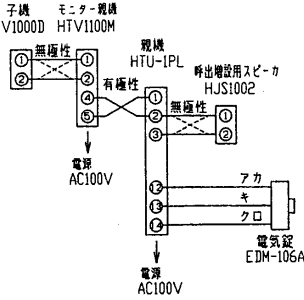 子機
V1000D
モニター親機
HTV1100M
無極性
① ①
② ②
④
⑤
有極性
親機
HTU-1PL
①
②
③
無極性
呼出増設用スピーカ
HJS1002
①
②
電源
AC100V
⑫
⑬
⑭
アカ
キ
クロ
電気錠
EDM-106A
電源
AC100V